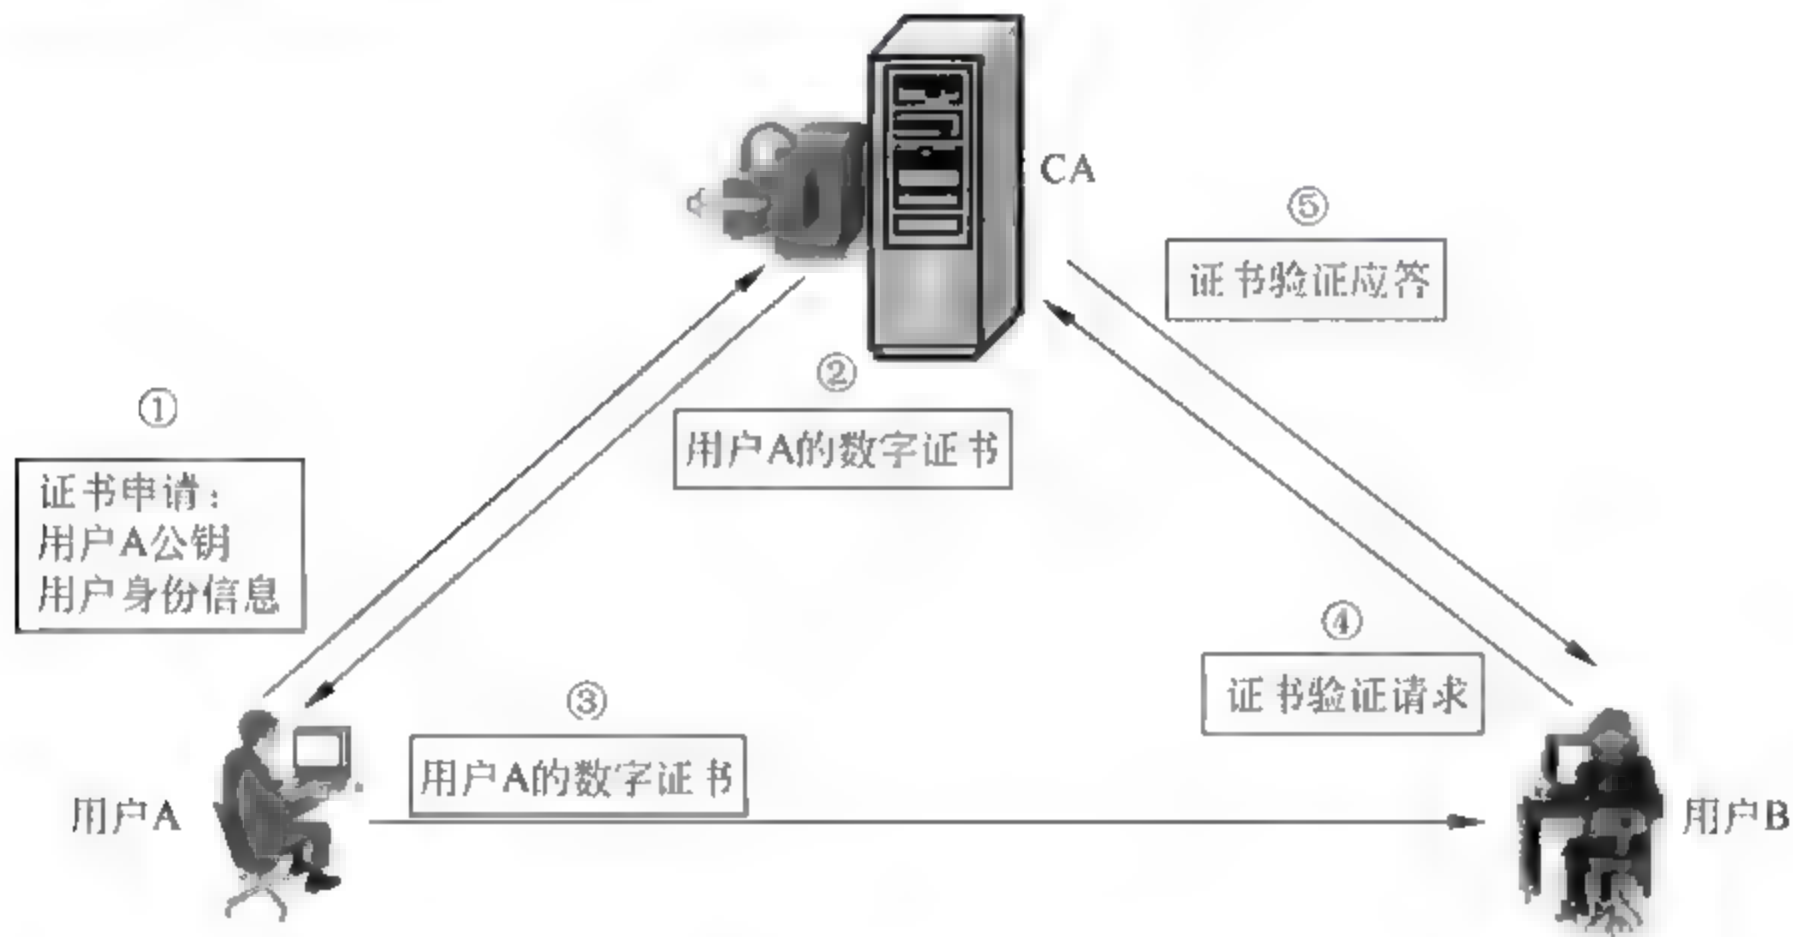 CA
⑤
证书验证应答
②
用户A的数字证书
①
证书申请：
用户A公钥
用户身份信息
④
证书验证请求
③
用户A的数字证书
用户A
用户B